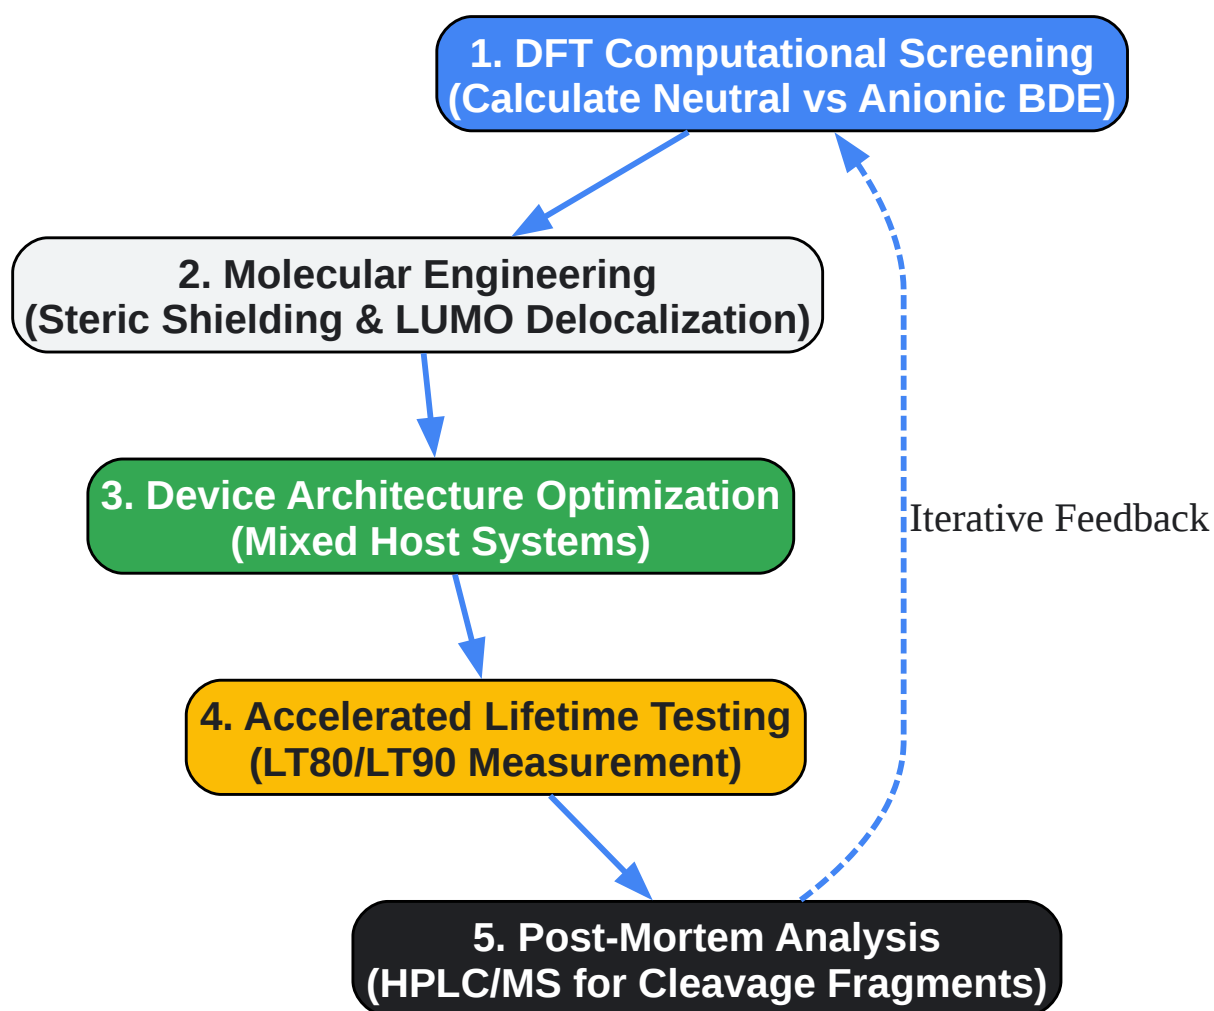 1. DFT Computational Screening
(Calculate Neutral vs Anionic BDE)
2. Molecular Engineering
(Steric Shielding & LUMO Delocalization)
3. Device Architecture Optimization
(Mixed Host Systems)
Iterative Feedback
4. Accelerated Lifetime Testing
(LT80/LT90 Measurement)
5. Post-Mortem Analysis
(HPLC/MS for Cleavage Fragments)